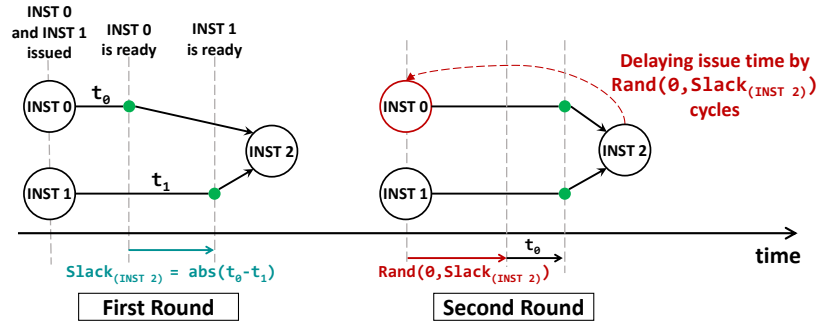 INST 0
and INST 1
issued
INST 0
is ready
INST 1
is ready
INST 0
t0
INST 2
INST 1
t1
Slack(INST 2) = abs(t0-t1)
First Round
Delaying issue time by
Rand(0,Slack(INST 2))
cycles
INST 0
INST 2
INST 1
t0
time
Rand(0,Slack(INST 2))
Second Round